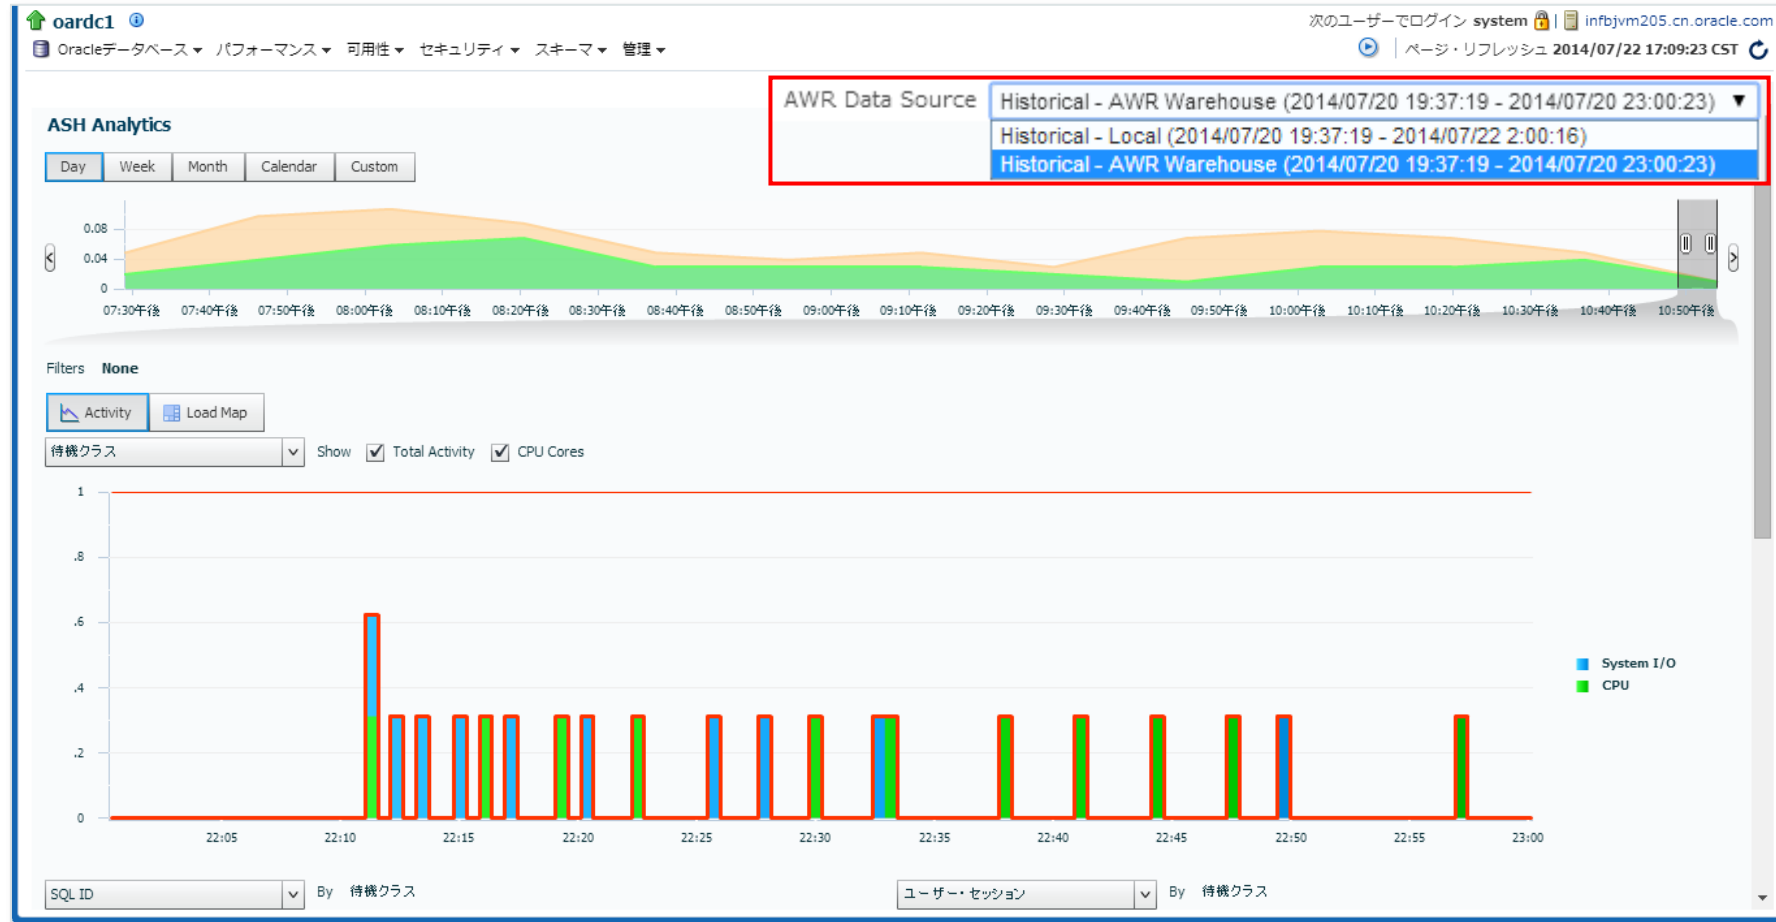 oardc1
次のユーザーでログイン system | infbjvm205.cn.oracle.com
Oracleデータベース パフォーマンス 可用性 セキュリティ スキーマ 管理
ページ・リフレッシュ 2014/07/22 17:09:23 CST
AWR Data Source Historical - AWR Warehouse (2014/07/20 19:37:19 - 2014/07/20 23:00:23)
Historical - Local (2014/07/20 19:37:19 - 2014/07/22 2:00:16)
Historical - AWR Warehouse (2014/07/20 19:37:19 - 2014/07/20 23:00:23)
ASH Analytics
Day Week Month Calendar Custom
0.08
0.04
0
07:30午後 07:40午後 07:50午後 08:00午後 08:10午後 08:20午後 08:30午後 08:40午後 08:50午後 09:00午後 09:10午後 09:20午後 09:30午後 09:40午後 09:50午後 10:00午後 10:10午後 10:20午後 10:30午後 10:40午後 10:50午後
Filters None
Activity Load Map
待機クラス Show Total Activity CPU Cores
1
.8
.6
.4
.2
0
System I/O
CPU
22:05 22:10 22:15 22:20 22:25 22:30 22:35 22:40 22:45 22:50 22:55 23:00
SQL ID By 待機クラス ユーザー・セッション By 待機クラス